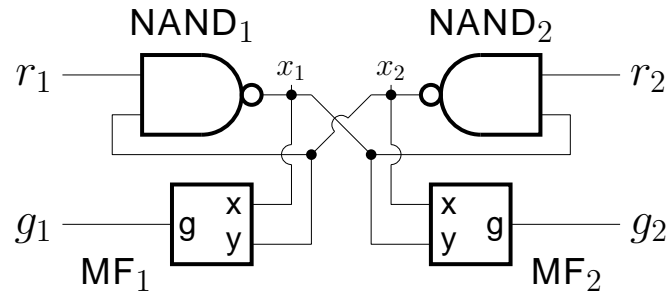 NAND₁ NAND₂
r₁ x₁ x₂ r₂
x x
g₁ g g g₂
y y
MF₁ MF₂